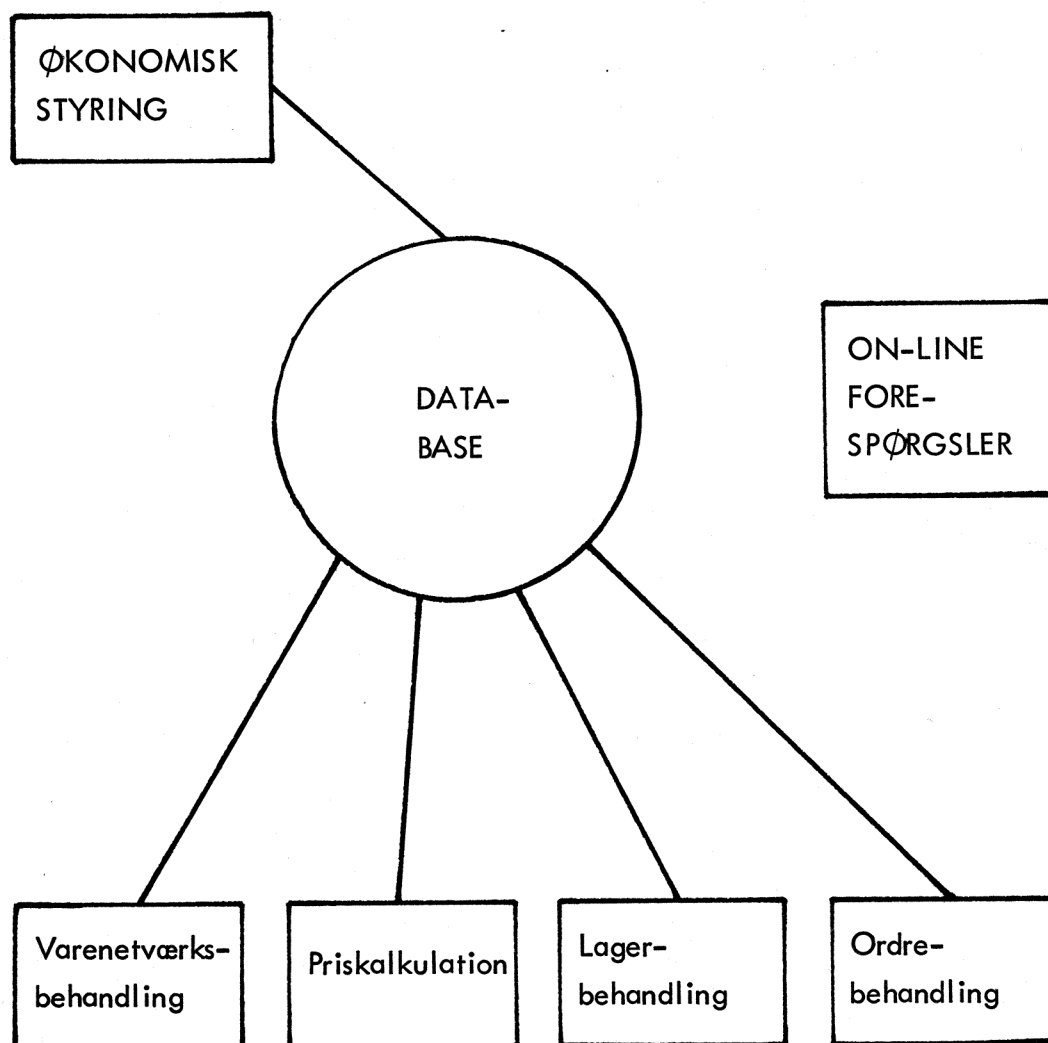 ØKONOMISK
STYRING
DATA-
BASE
ON-LINE
FORE-
SPØRGSLER
Varenetværks-
behandling
Priskalkulation
Lager-
behandling
Ordre-
behandling